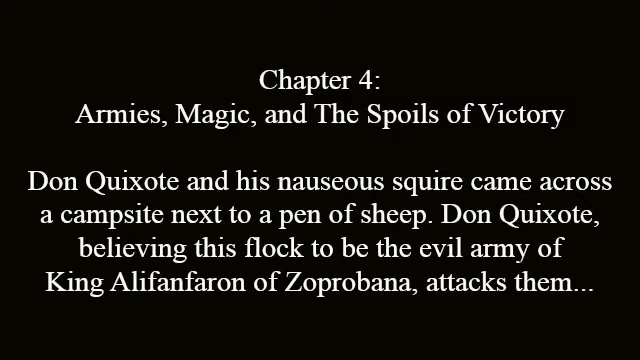 Chapter 4:
Armies, Magic, and The Spoils of Victory
Don Quixote and his nauseous squire came across
a campsite next to a pen of sheep. Don Quixote,
believing this flock to be the evil army of
King Alifanfaron of Zoprobana, attacks them...